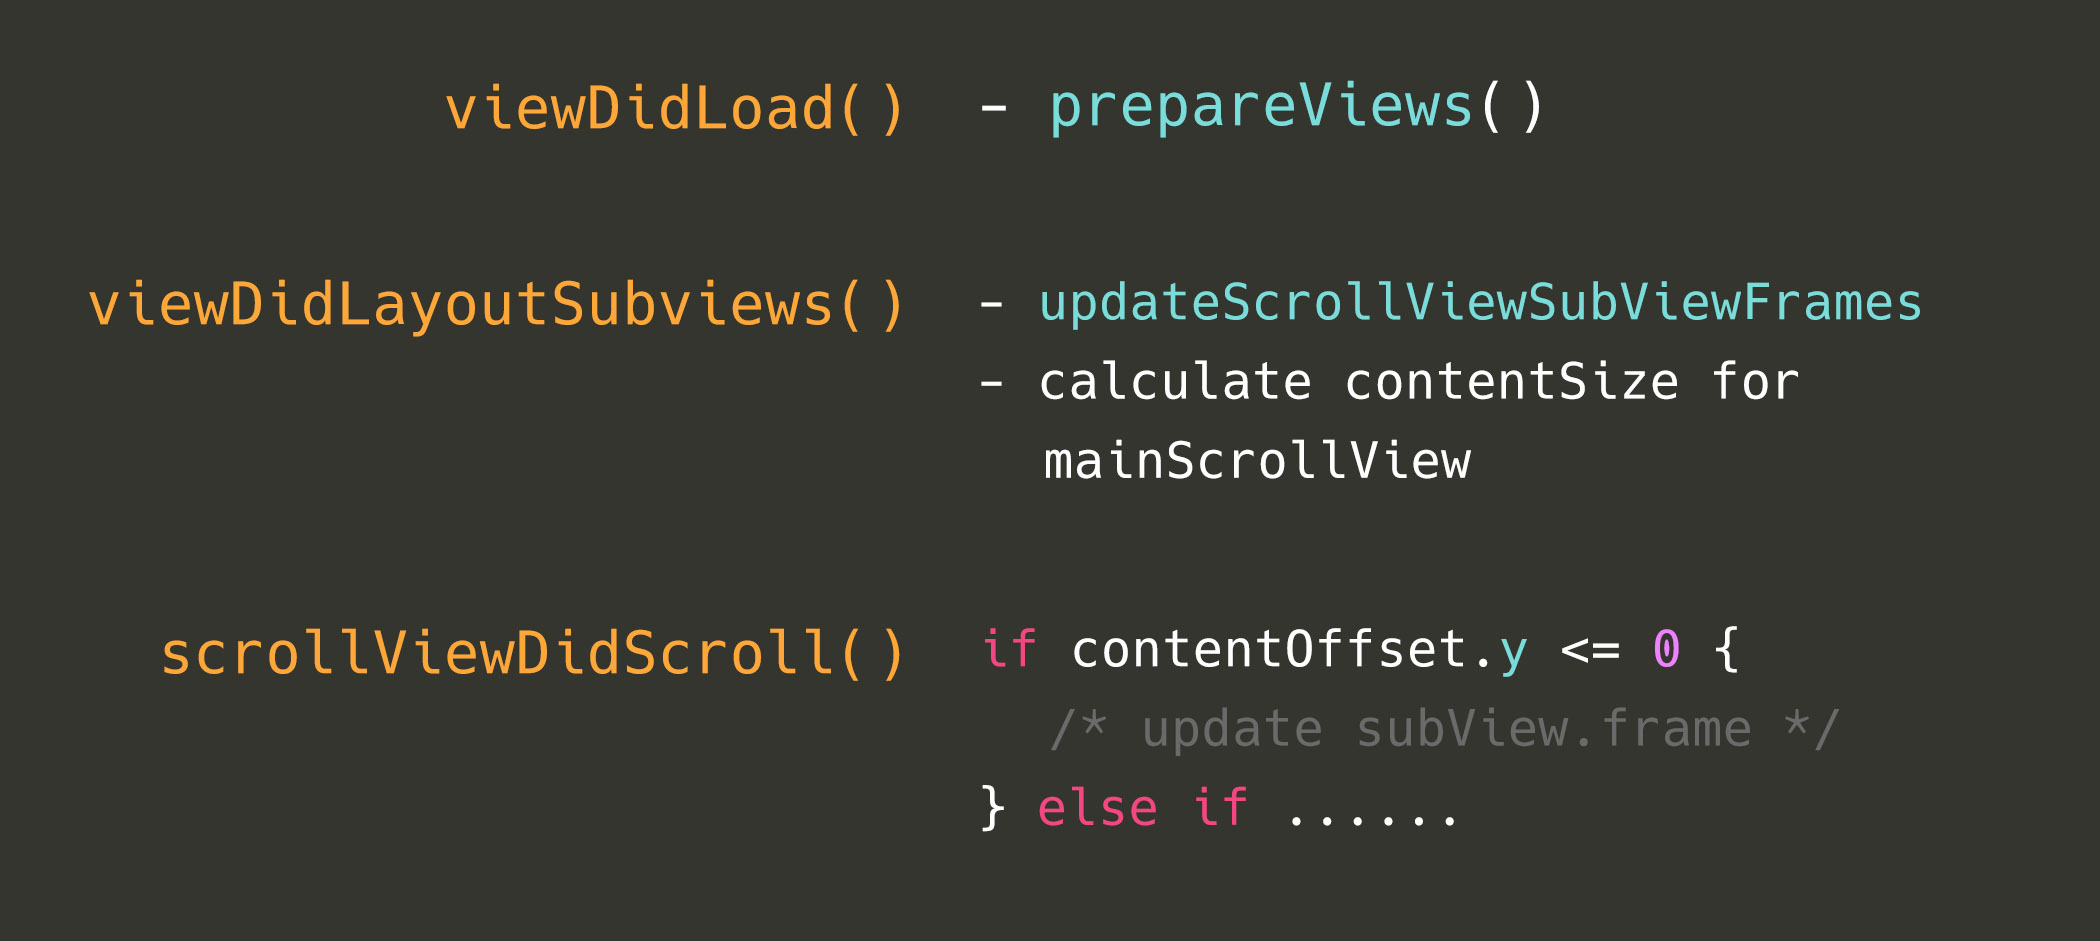 viewDidLoad() - prepareViews()
viewDidLayoutSubviews() - updateScrollViewSubViewFrames
- calculate contentSize for
mainScrollView
scrollViewDidScroll() if contentOffset.y <= 0 {
/* update subView.frame */
} else if ......